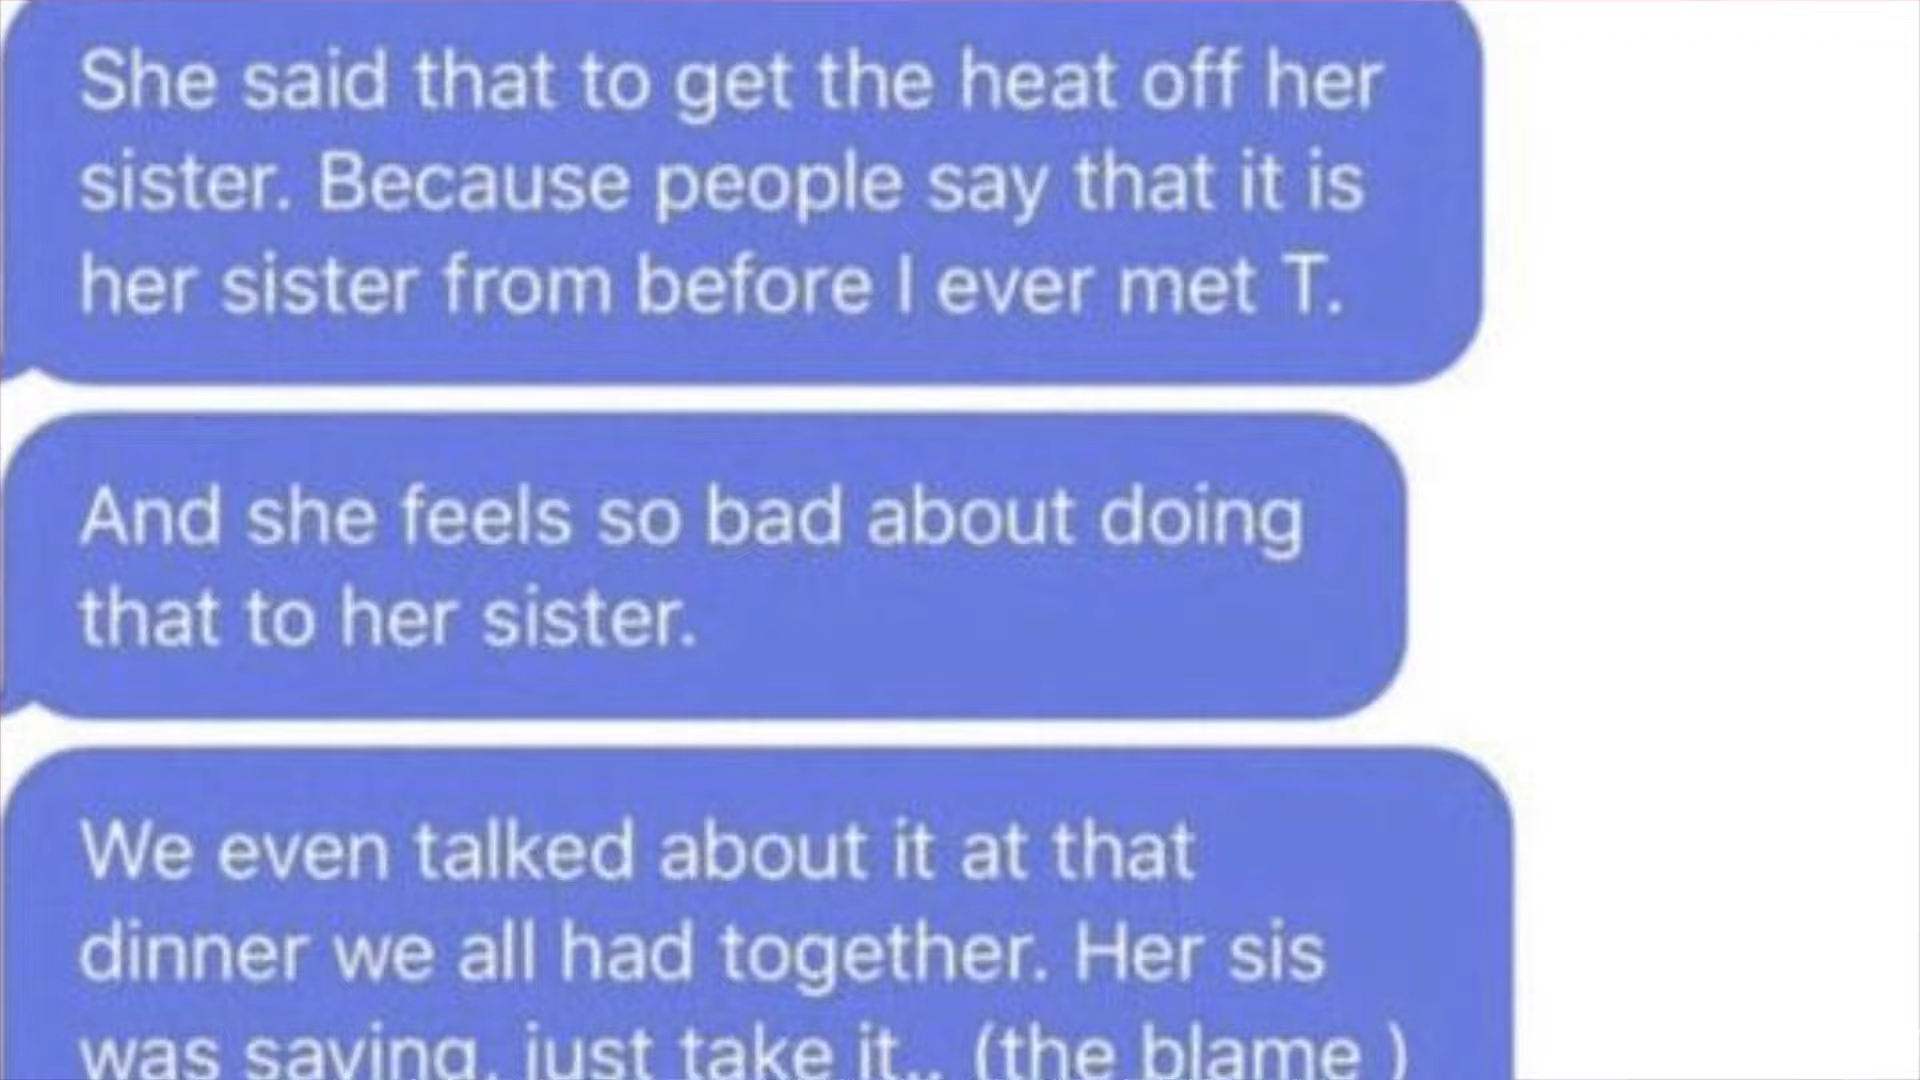 She said that to get the heat off her
sister. Because people say that it is
her sister from before I ever met T.
And she feels so bad about doing
that to her sister.
We even talked about it at that
dinner we all had together. Her sis
was saying, just take it.. (the blame )